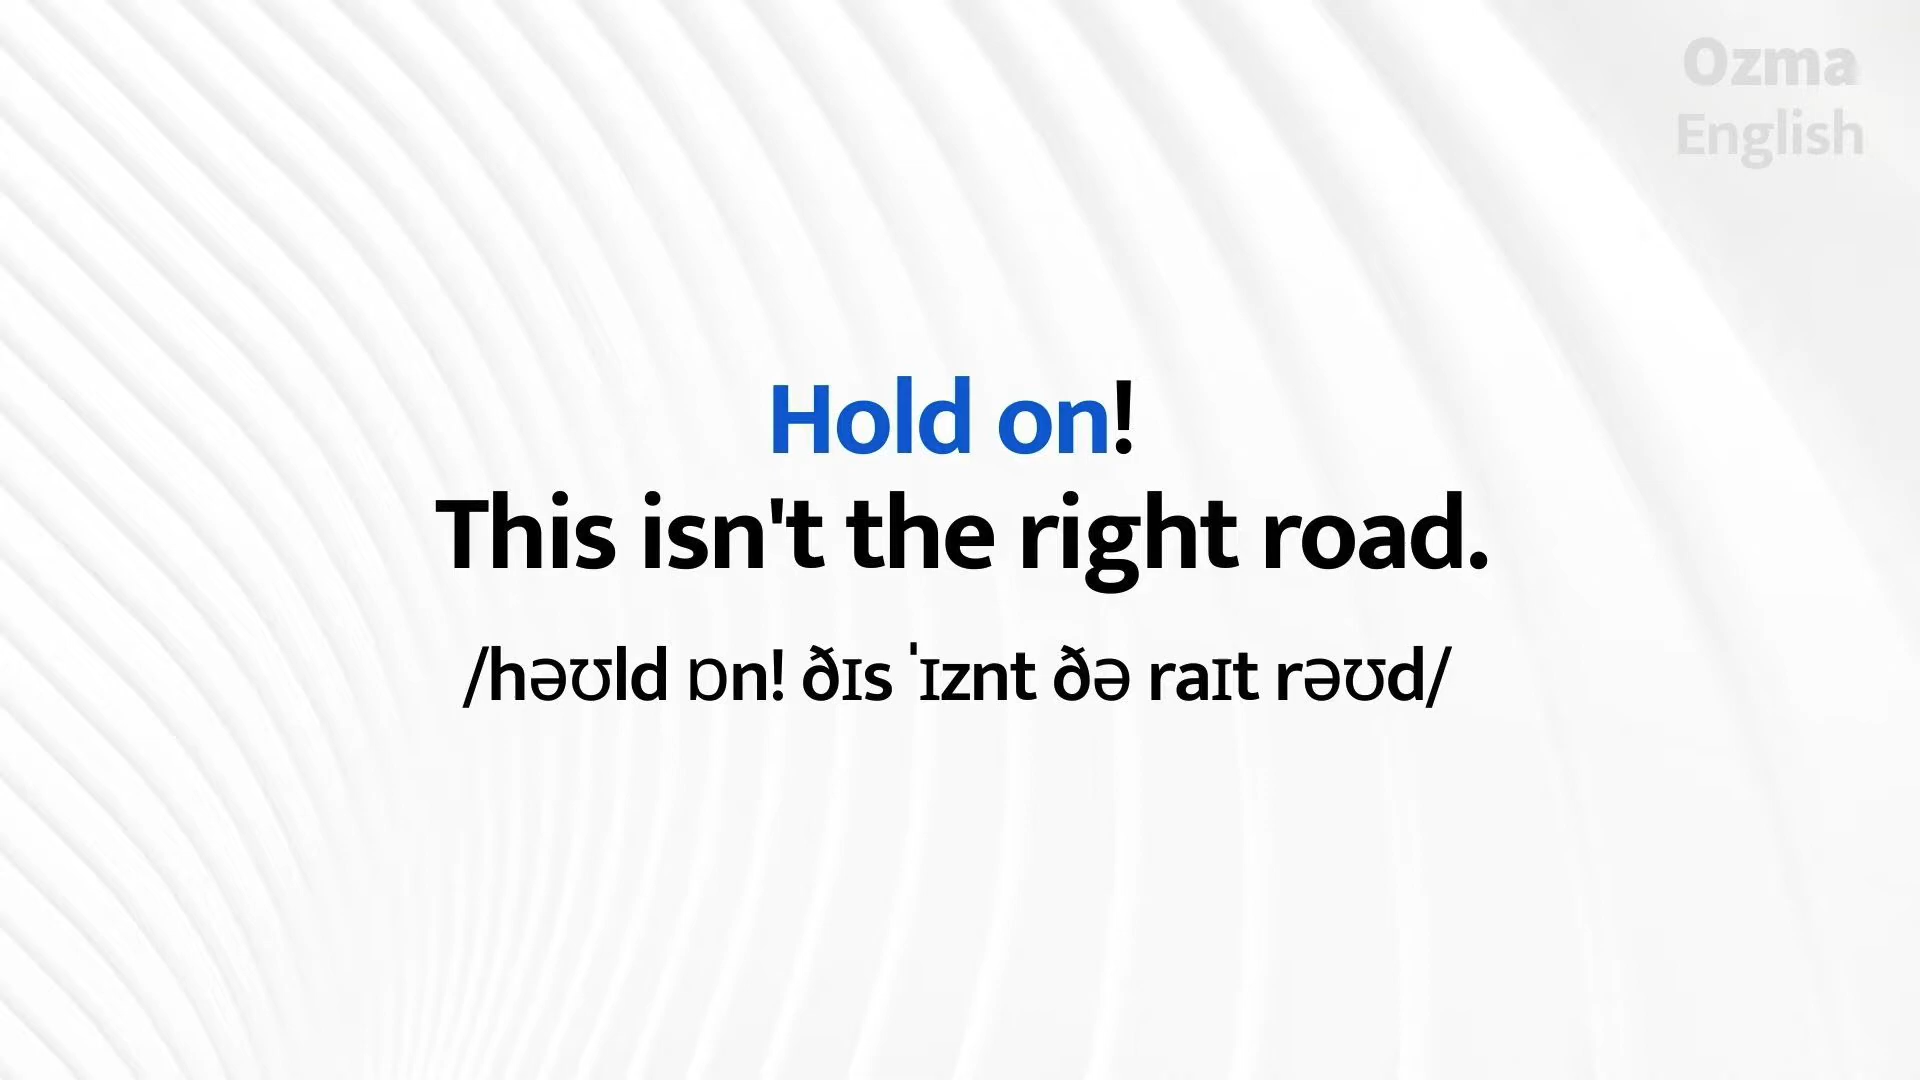 Ozma
English
Hold on!
This isn't the right road.
/həʊld ɒn! ðɪs ˈɪznt ðə raɪt rəʊd/